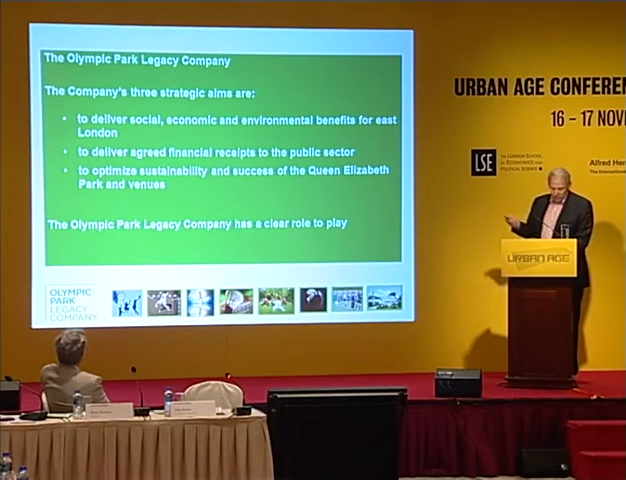 The Olympic Park Legacy Company
The Company's three strategic aims are:
• to deliver social, economic and environmental benefits for east
London
• to deliver agreed financial receipts to the public sector
• to optimize sustainability and success of the Queen Elizabeth
Park and venues
The Olympic Park Legacy Company has a clear role to play
OLYMPIC
PARK
LEGACY
COMPANY
URBAN AGE CONFEREN
16 – 17 NOV
LSE
THE LONDON SCHOOL
OF ECONOMICS AND
POLITICAL SCIENCE
Alfred Her
The International
URBAN AGE